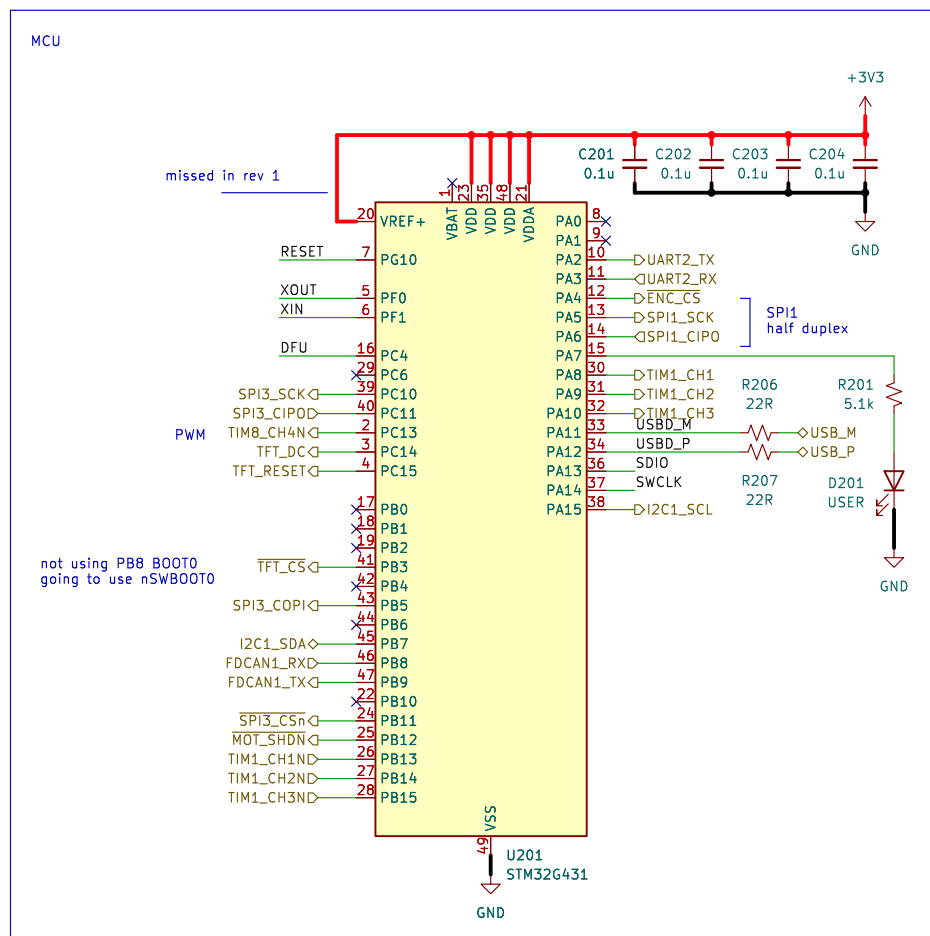 MCU
+3V3
missed in rev 1
C201
0.1u
C202
0.1u
C203
0.1u
C204
0.1u
GND
1 VBAT
23 VDD
35 VDD
48 VDD
21 VDDA
20 VREF+
RESET 7 PG10
XOUT 5 PF0
XIN 6 PF1
DFU 16 PC4
29 PC6
SPI3_SCK 39 PC10
SPI3_CIPO 40 PC11
PWM
TIM8_CH4N 2 PC13
TFT_DC 3 PC14
TFT_RESET 4 PC15
17 PB0
18 PB1
19 PB2
not using PB8 BOOT0
going to use nSWBOOT0
TFT_CS 41 PB3
42 PB4
SPI3_COPI 43 PB5
44 PB6
I2C1_SDA 45 PB7
FDCAN1_RX 46 PB8
FDCAN1_TX 47 PB9
22 PB10
SPI3_CSn 24 PB11
MOT_SHDN 25 PB12
TIM1_CH1N 26 PB13
TIM1_CH2N 27 PB14
TIM1_CH3N 28 PB15
PA0 8
PA1 9
PA2 10 UART2_TX
PA3 11 UART2_RX
PA4 12 ENC_CS
PA5 13 SPI1_SCK
PA6 14 SPI1_CIPO
SPI1
half duplex
PA7 15
PA8 30 TIM1_CH1
PA9 31 TIM1_CH2
PA10 32 TIM1_CH3
PA11 33 USBD_M
PA12 34 USBD_P
PA13 36 SDIO
PA14 37 SWCLK
PA15 38 I2C1_SCL
R206
22R
USB_M
USB_P
R207
22R
R201
5.1k
D201
USER
GND
VSS
49
U201
STM32G431
GND